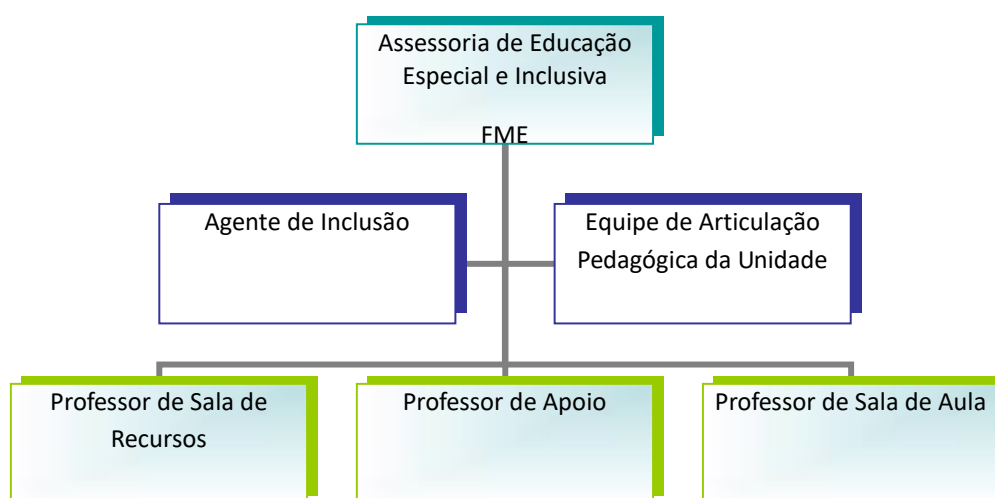 Assessoria de Educação
Especial e Inclusiva
FME
Agente de Inclusão
Equipe de Articulação
Pedagógica da Unidade
Professor de Sala de
Recursos
Professor de Apoio
Professor de Sala de Aula